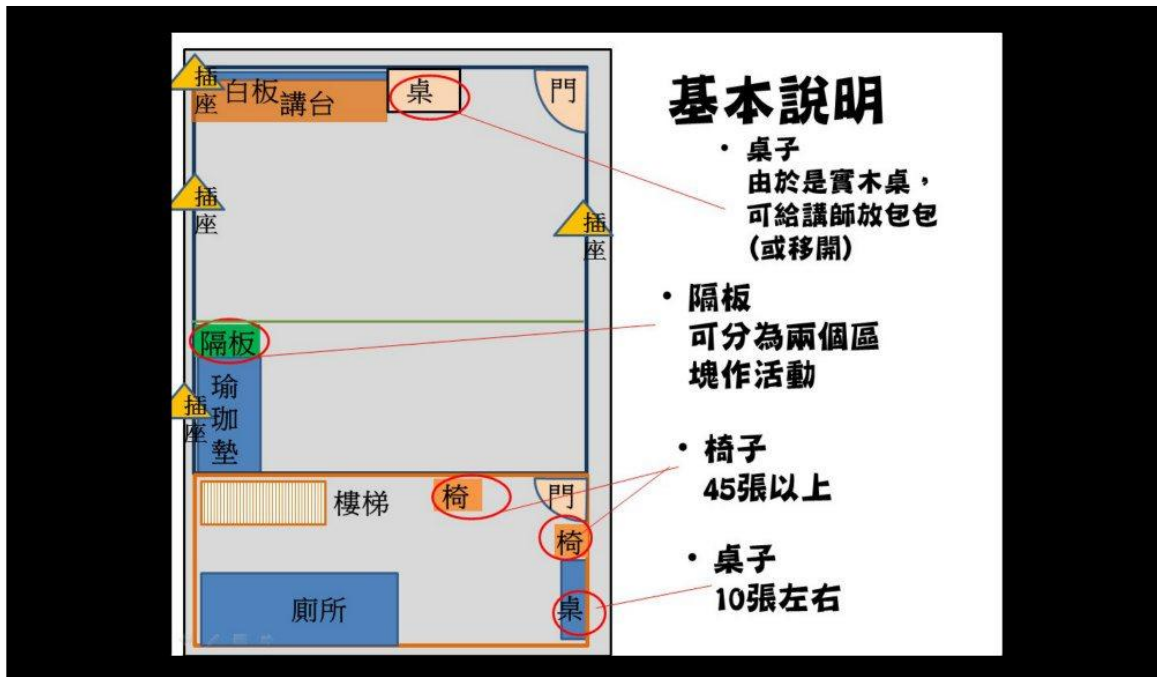 插
座
白板
講台
桌
門
插
座
插
座
隔板
瑜
珈
墊
插
座
樓梯
椅
門
椅
廁所
桌
基本說明
• 桌子
由於是實木桌，
可給講師放包包
(或移開)
• 隔板
可分為兩個區
塊作活動
• 椅子
45張以上
• 桌子
10張左右